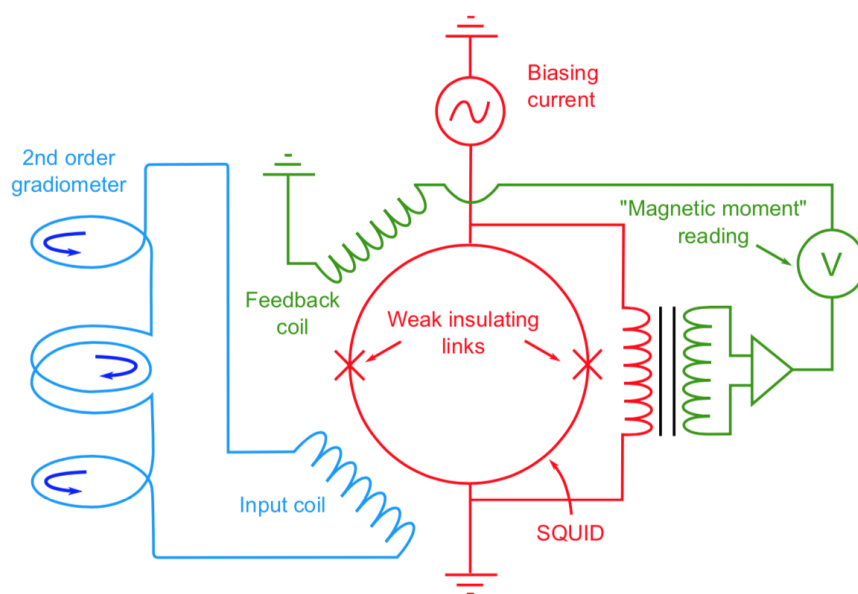 Biasing
current
2nd order
gradiometer
"Magnetic moment"
reading
V
Feedback
coil
Weak insulating
links
Input coil
SQUID